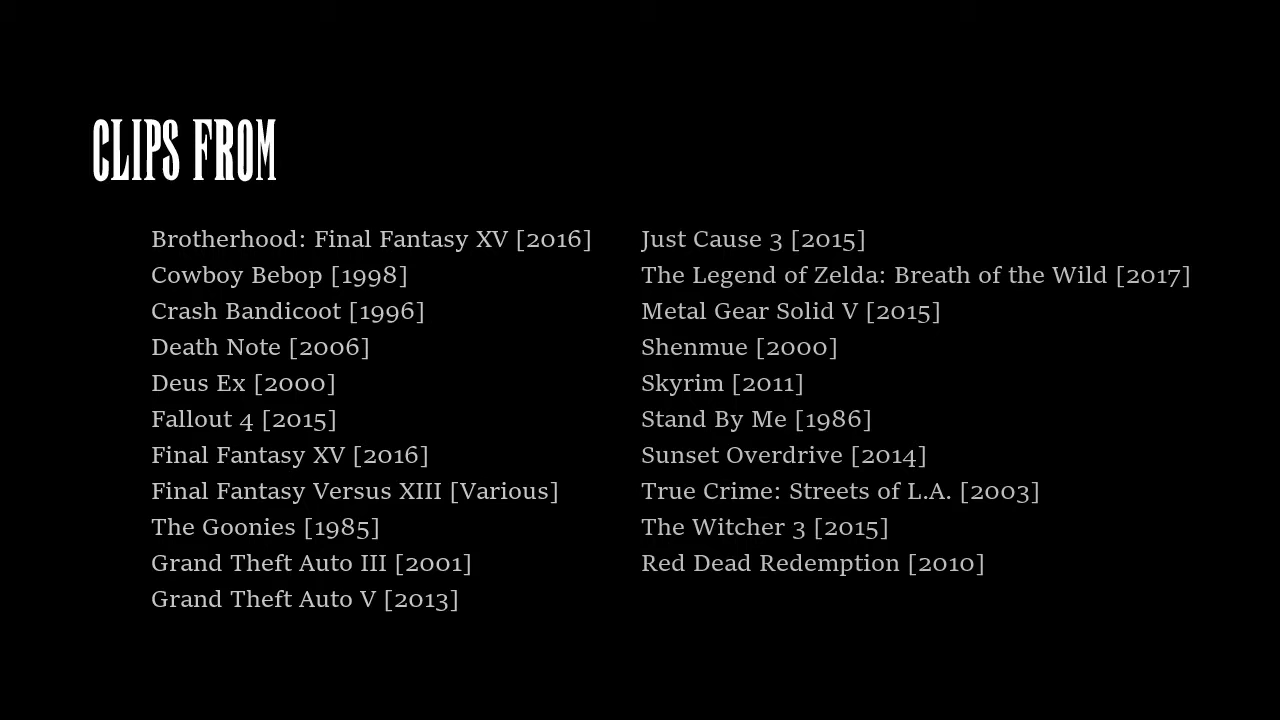 CLIPS FROM
Brotherhood: Final Fantasy XV [2016]
Cowboy Bebop [1998]
Crash Bandicoot [1996]
Death Note [2006]
Deus Ex [2000]
Fallout 4 [2015]
Final Fantasy XV [2016]
Final Fantasy Versus XIII [Various]
The Goonies [1985]
Grand Theft Auto III [2001]
Grand Theft Auto V [2013]
Just Cause 3 [2015]
The Legend of Zelda: Breath of the Wild [2017]
Metal Gear Solid V [2015]
Shenmue [2000]
Skyrim [2011]
Stand By Me [1986]
Sunset Overdrive [2014]
True Crime: Streets of L.A. [2003]
The Witcher 3 [2015]
Red Dead Redemption [2010]